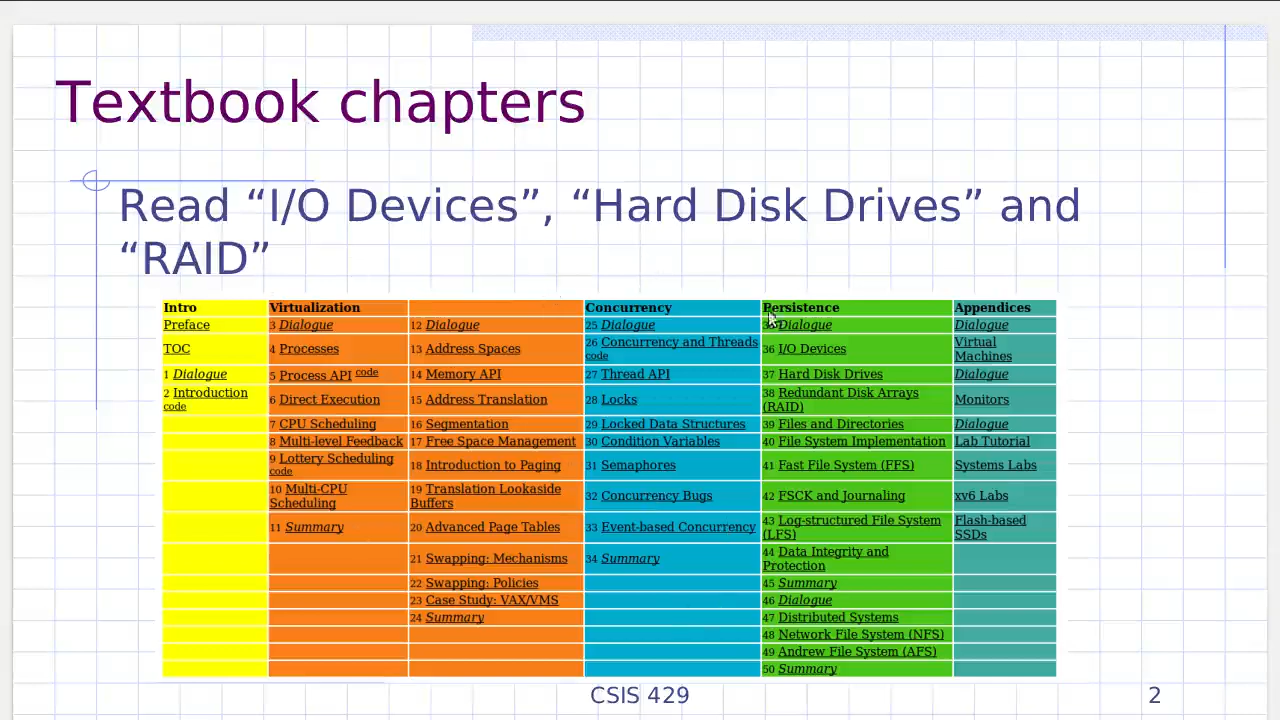 Textbook chapters
Read “I/O Devices”, “Hard Disk Drives” and
“RAID”
Intro Virtualization Concurrency Persistence Appendices
Preface 3 Dialogue 12 Dialogue 25 Dialogue Dialogue Dialogue
TOC 4 Processes 13 Address Spaces 26 Concurrency and Threads code 36 I/O Devices Virtual Machines
1 Dialogue 5 Process API code 14 Memory API 27 Thread API 37 Hard Disk Drives Dialogue
2 Introduction code 6 Direct Execution 15 Address Translation 28 Locks 38 Redundant Disk Arrays (RAID) Monitors
7 CPU Scheduling 16 Segmentation 29 Locked Data Structures 39 Files and Directories Dialogue
8 Multi-level Feedback 17 Free Space Management 30 Condition Variables 40 File System Implementation Lab Tutorial
9 Lottery Scheduling code 18 Introduction to Paging 31 Semaphores 41 Fast File System (FFS) Systems Labs
10 Multi-CPU Scheduling 19 Translation Lookaside Buffers 32 Concurrency Bugs 42 FSCK and Journaling xv6 Labs
11 Summary 20 Advanced Page Tables 33 Event-based Concurrency 43 Log-structured File System (LFS) Flash-based SSDs
21 Swapping: Mechanisms 34 Summary 44 Data Integrity and Protection
22 Swapping: Policies 45 Summary
23 Case Study: VAX/VMS 46 Dialogue
24 Summary 47 Distributed Systems
48 Network File System (NFS)
49 Andrew File System (AFS)
50 Summary
CSIS 429 2